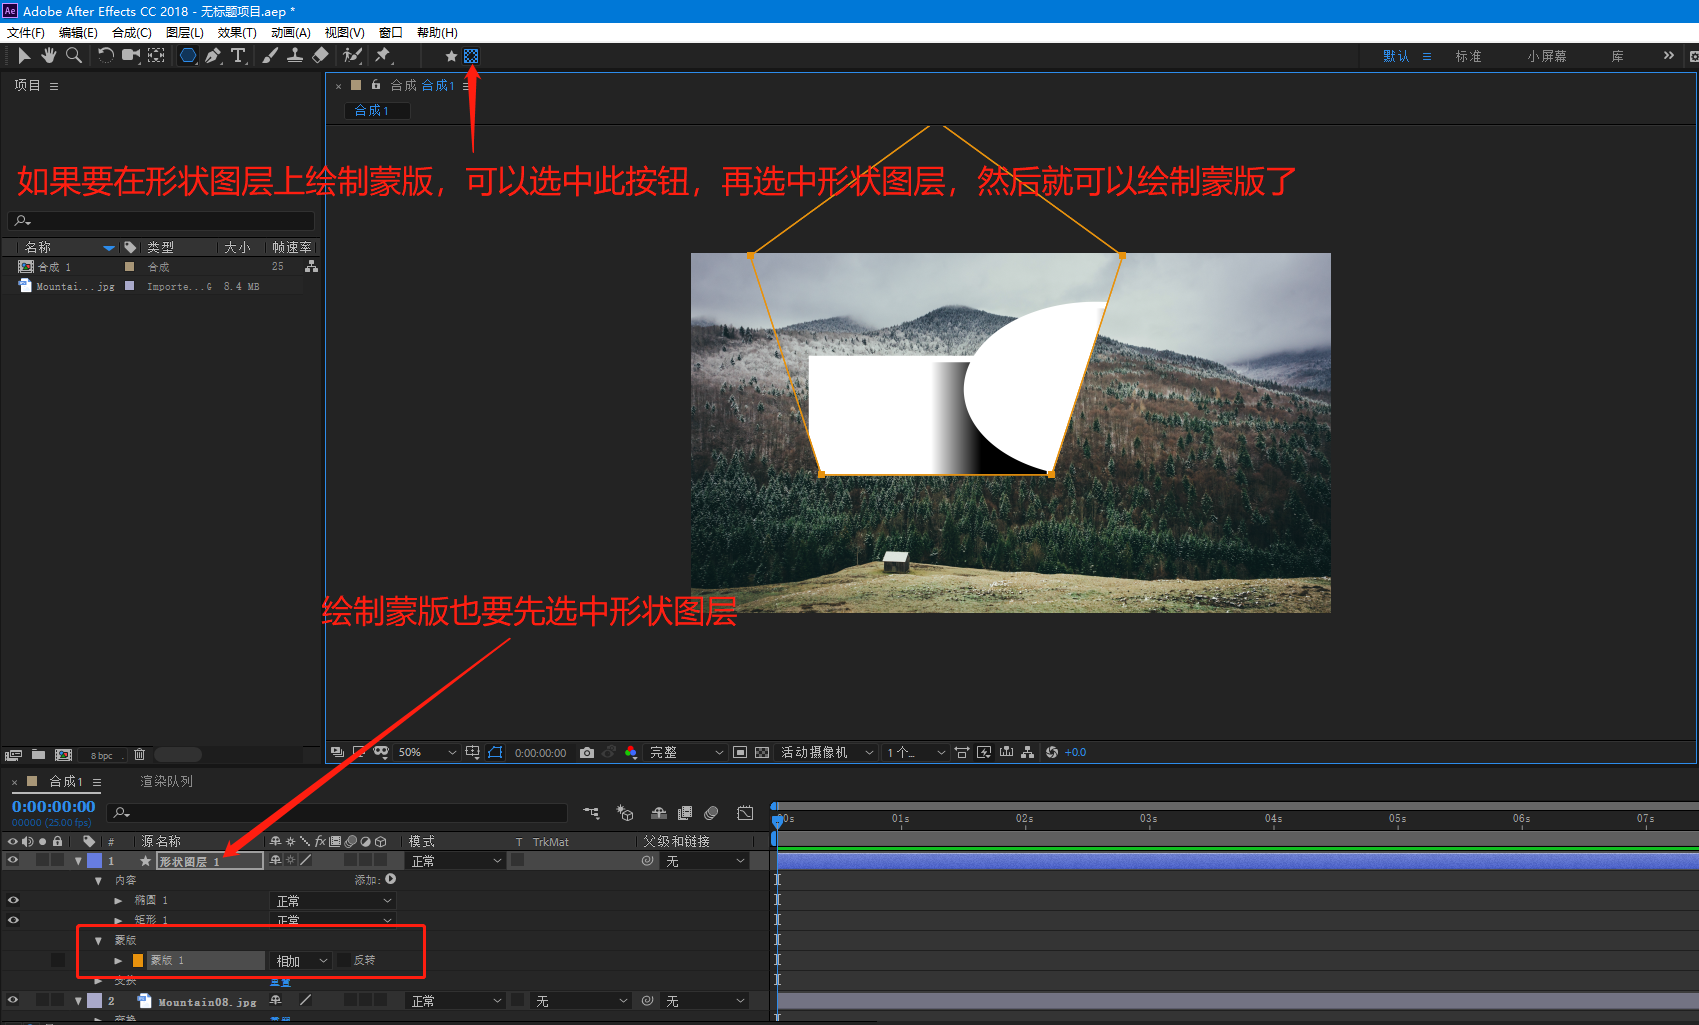 Ae Adobe After Effects CC 2018 - 无标题项目.aep *
文件(F) 编辑(E) 合成(C) 图层(L) 效果(T) 动画(A) 视图(V) 窗口 帮助(H)
默认 标准 小屏幕 库
项目
合成 合成1
合成1
如果要在形状图层上绘制蒙版，可以选中此按钮，再选中形状图层，然后就可以绘制蒙版了
名称 类型 大小 帧速率
合成 1 合成 25
Mountai...jpg Importe...G 8.4 MB
绘制蒙版也要先选中形状图层
8 bpc
50% 0:00:00:00 完整 活动摄像机 1个... +0.0
合成1 渲染队列
0:00:00:00
00000 (25.00 fps)
00s 01s 02s 03s 04s 05s 06s 07s
# 源名称 fx 模式 T TrkMat 父级和链接
1 形状图层 1 正常 无
内容 添加:
椭圆 1 正常
矩形 1 正常
蒙版
蒙版 1 相加 反转
变换 重置
2 Mountain08.jpg 正常 无 无
变换 重置